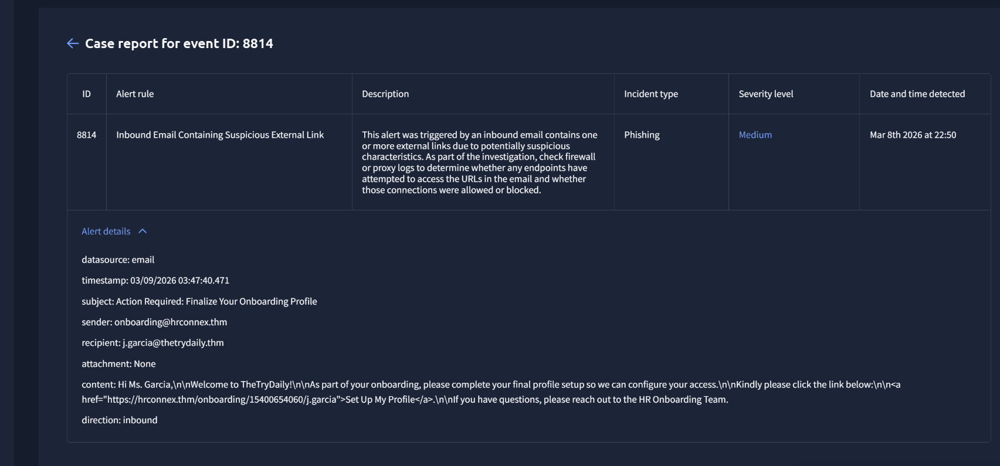 Case report for event ID: 8814
ID
Alert rule
Description
Incident type
Severity level
Date and time detected
8814
Inbound Email Containing Suspicious External Link
This alert was triggered by an inbound email contains one
or more external links due to potentially suspicious
characteristics. As part of the investigation, check firewall
or proxy logs to determine whether any endpoints have
attempted to access the URLs in the email and whether
those connections were allowed or blocked.
Phishing
Medium
Mar 8th 2026 at 22:50
Alert details
datasource: email
timestamp: 03/09/2026 03:47:40.471
subject: Action Required: Finalize Your Onboarding Profile
sender: onboarding@hrconnex.thm
recipient: j.garcia@thetrydaily.thm
attachment: None
content: Hi Ms. Garcia,\n\nWelcome to TheTryDaily!\n\nAs part of your onboarding, please complete your final profile setup so we can configure your access.\n\nKindly please click the link below:\n\n<a
href="https://hrconnex.thm/onboarding/15400654060/j.garcia">Set Up My Profile</a>.\n\nIf you have questions, please reach out to the HR Onboarding Team.
direction: inbound